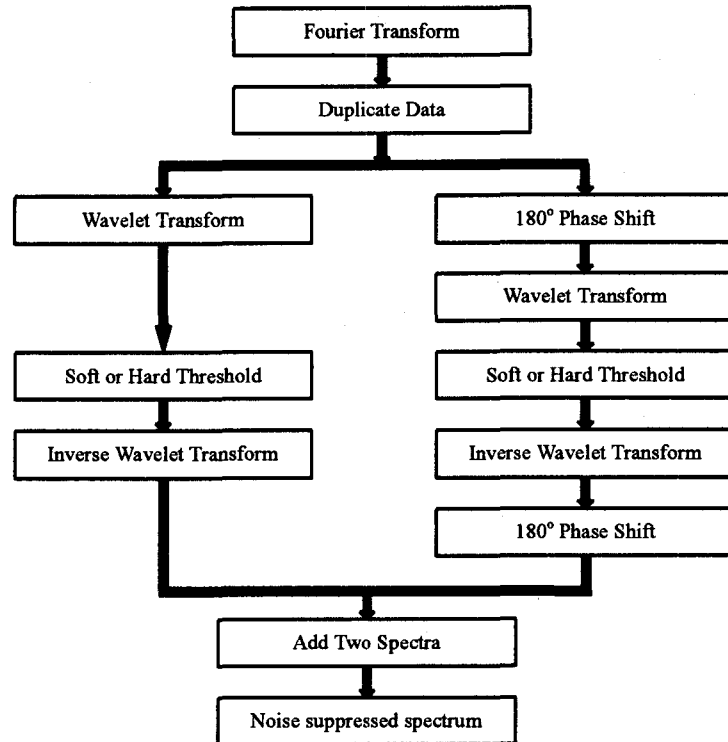 Fourier Transform
Duplicate Data
Wavelet Transform
180° Phase Shift
Wavelet Transform
Soft or Hard Threshold
Soft or Hard Threshold
Inverse Wavelet Transform
Inverse Wavelet Transform
180° Phase Shift
Add Two Spectra
Noise suppressed spectrum